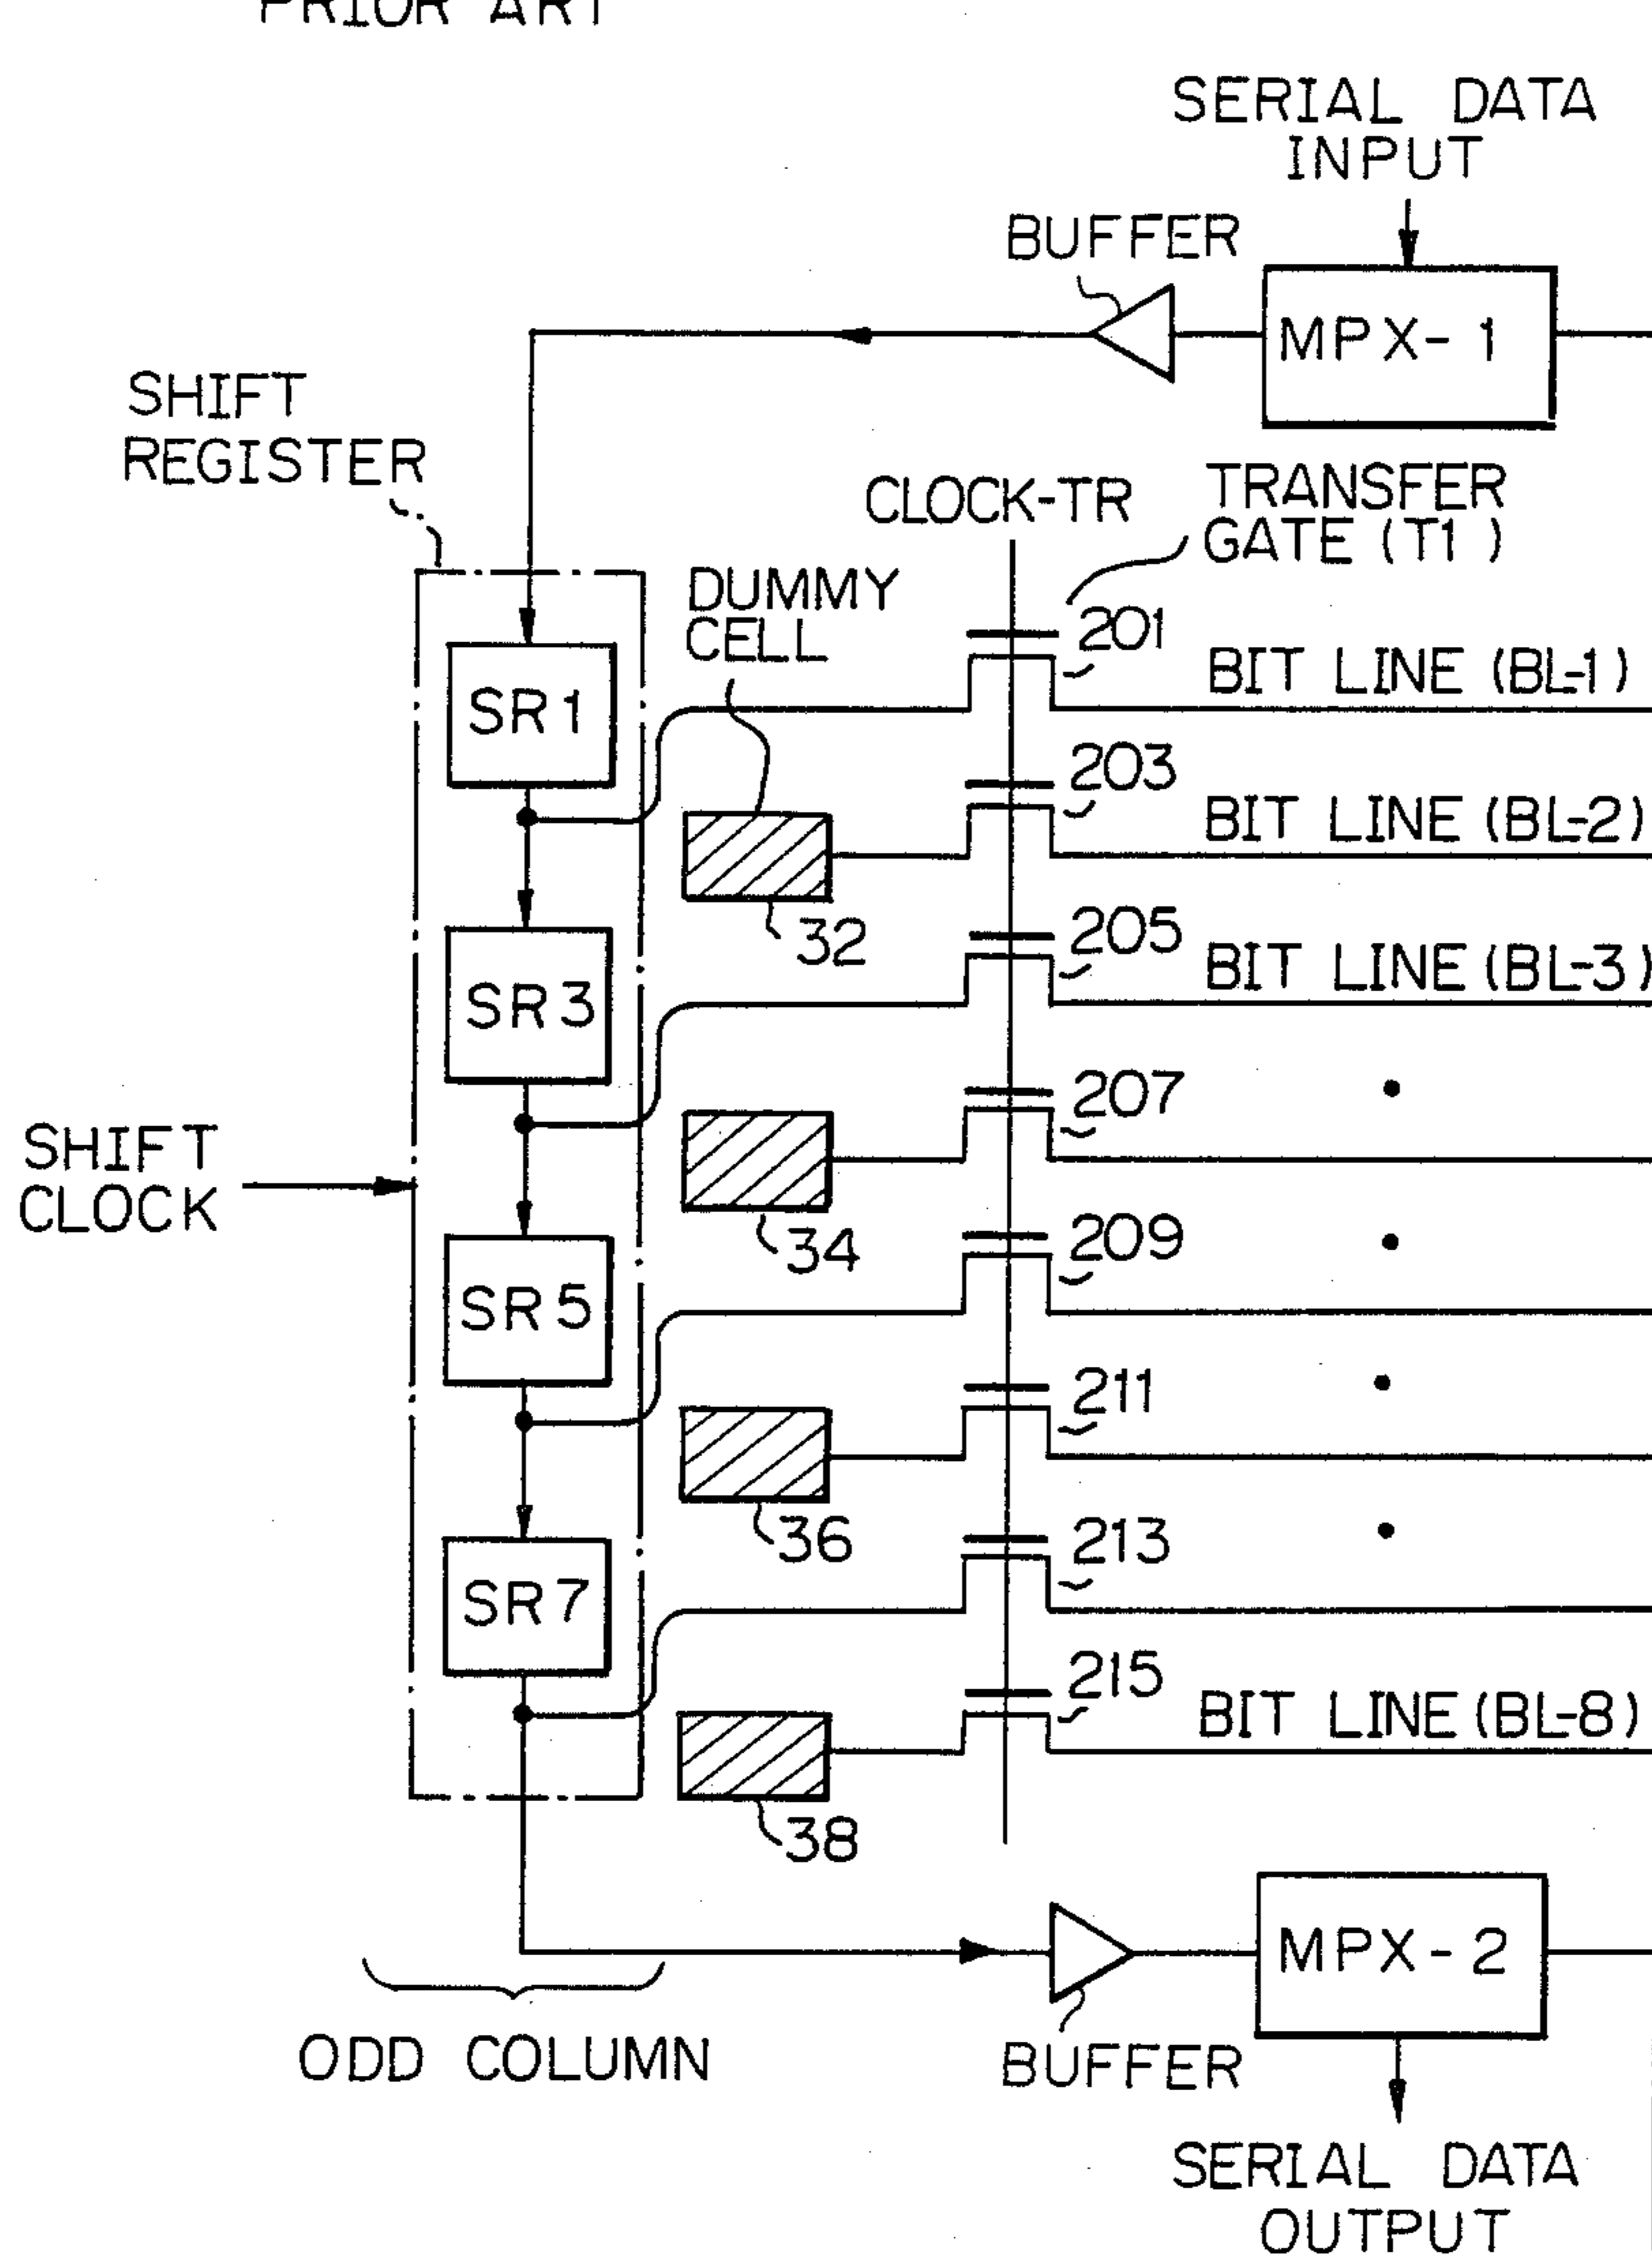 PRIOR ART
SERIAL DATA
INPUT
BUFFER
MPX-1
SHIFT
REGISTER
CLOCK-TR
TRANSFER
GATE (T1)
DUMMY
CELL
201
BIT LINE (BL-1)
SR1
203
BIT LINE (BL-2)
32
205
BIT LINE (BL-3)
SR3
207
SHIFT
CLOCK
34
209
SR5
211
36
213
SR7
215
BIT LINE (BL-8)
38
MPX-2
ODD COLUMN
BUFFER
SERIAL DATA
OUTPUT